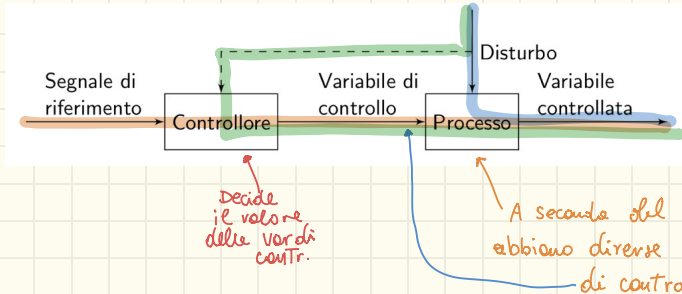 Disturbo
Segnale di
riferimento
Variabile di
controllo
Variabile
controllata
Controllore
Processo
Decide
il valore
delle var di
contr.
A seconda del
abbiamo diverse
di contro